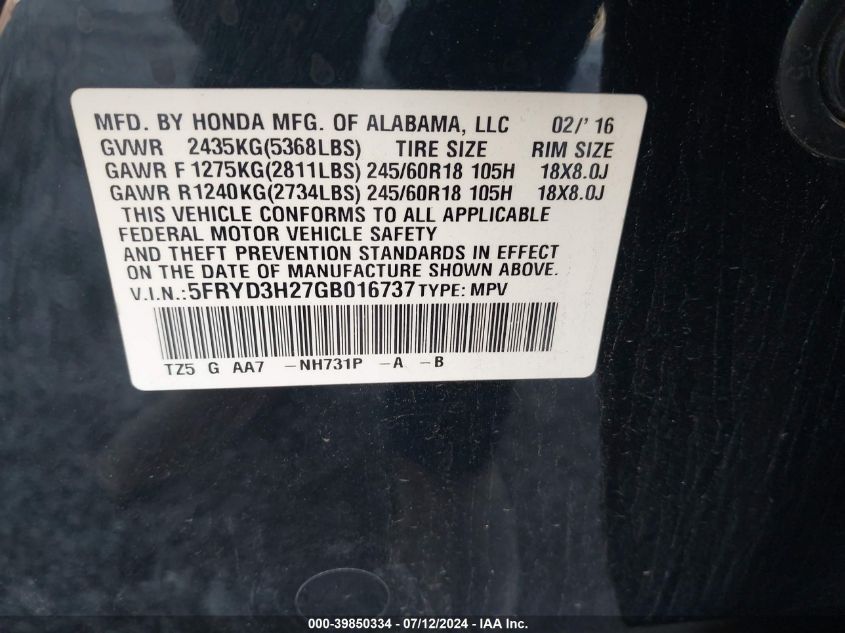 MFD. BY HONDA MFG. OF ALABAMA, LLC 02/' 16
GVWR 2435KG(5368LBS) TIRE SIZE RIM SIZE
GAWR F 1275KG(2811LBS) 245/60R18 105H 18X8.0J
GAWR R1240KG(2734LBS) 245/60R18 105H 18X8.0J
THIS VEHICLE CONFORMS TO ALL APPLICABLE
FEDERAL MOTOR VEHICLE SAFETY
AND THEFT PREVENTION STANDARDS IN EFFECT
ON THE DATE OF MANUFACTURE SHOWN ABOVE.
V.I.N.:5FRYD3H27GB016737 TYPE: MPV
TZ5 G AA7 -NH731P -A -B
000-39850334 / 07/12/2024 - IAA Inc.